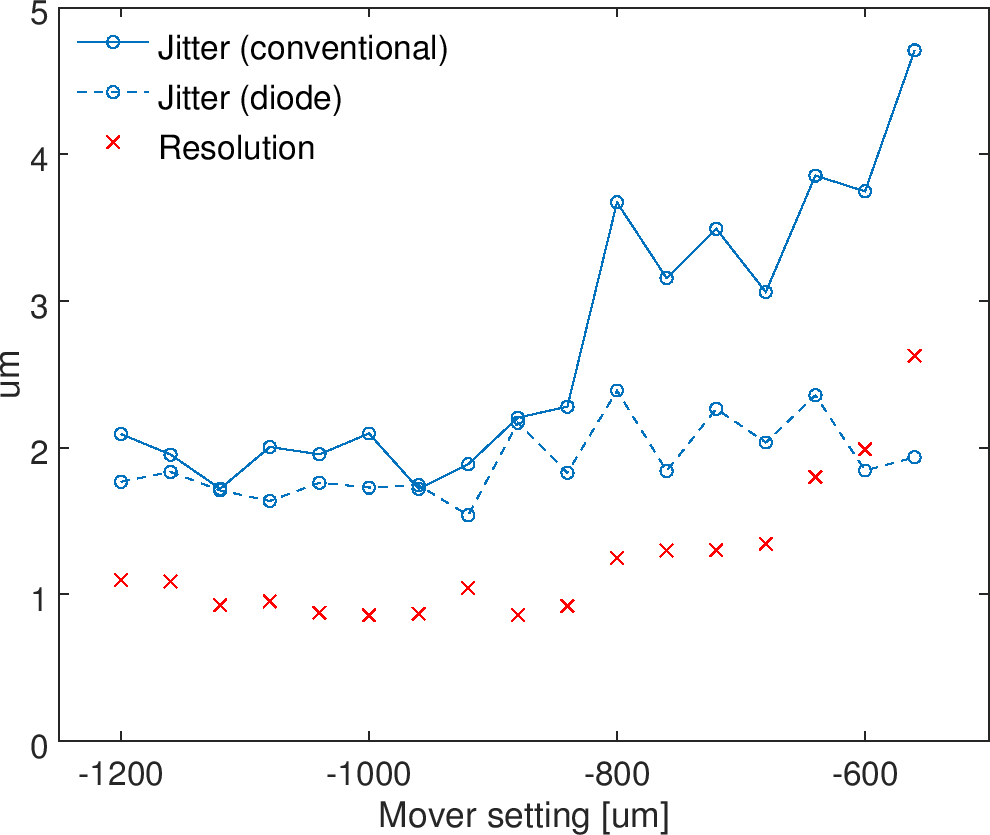 5
4
3
2
1
0
um
Jitter (conventional)
Jitter (diode)
Resolution
-1200 -1000 -800 -600
Mover setting [um]